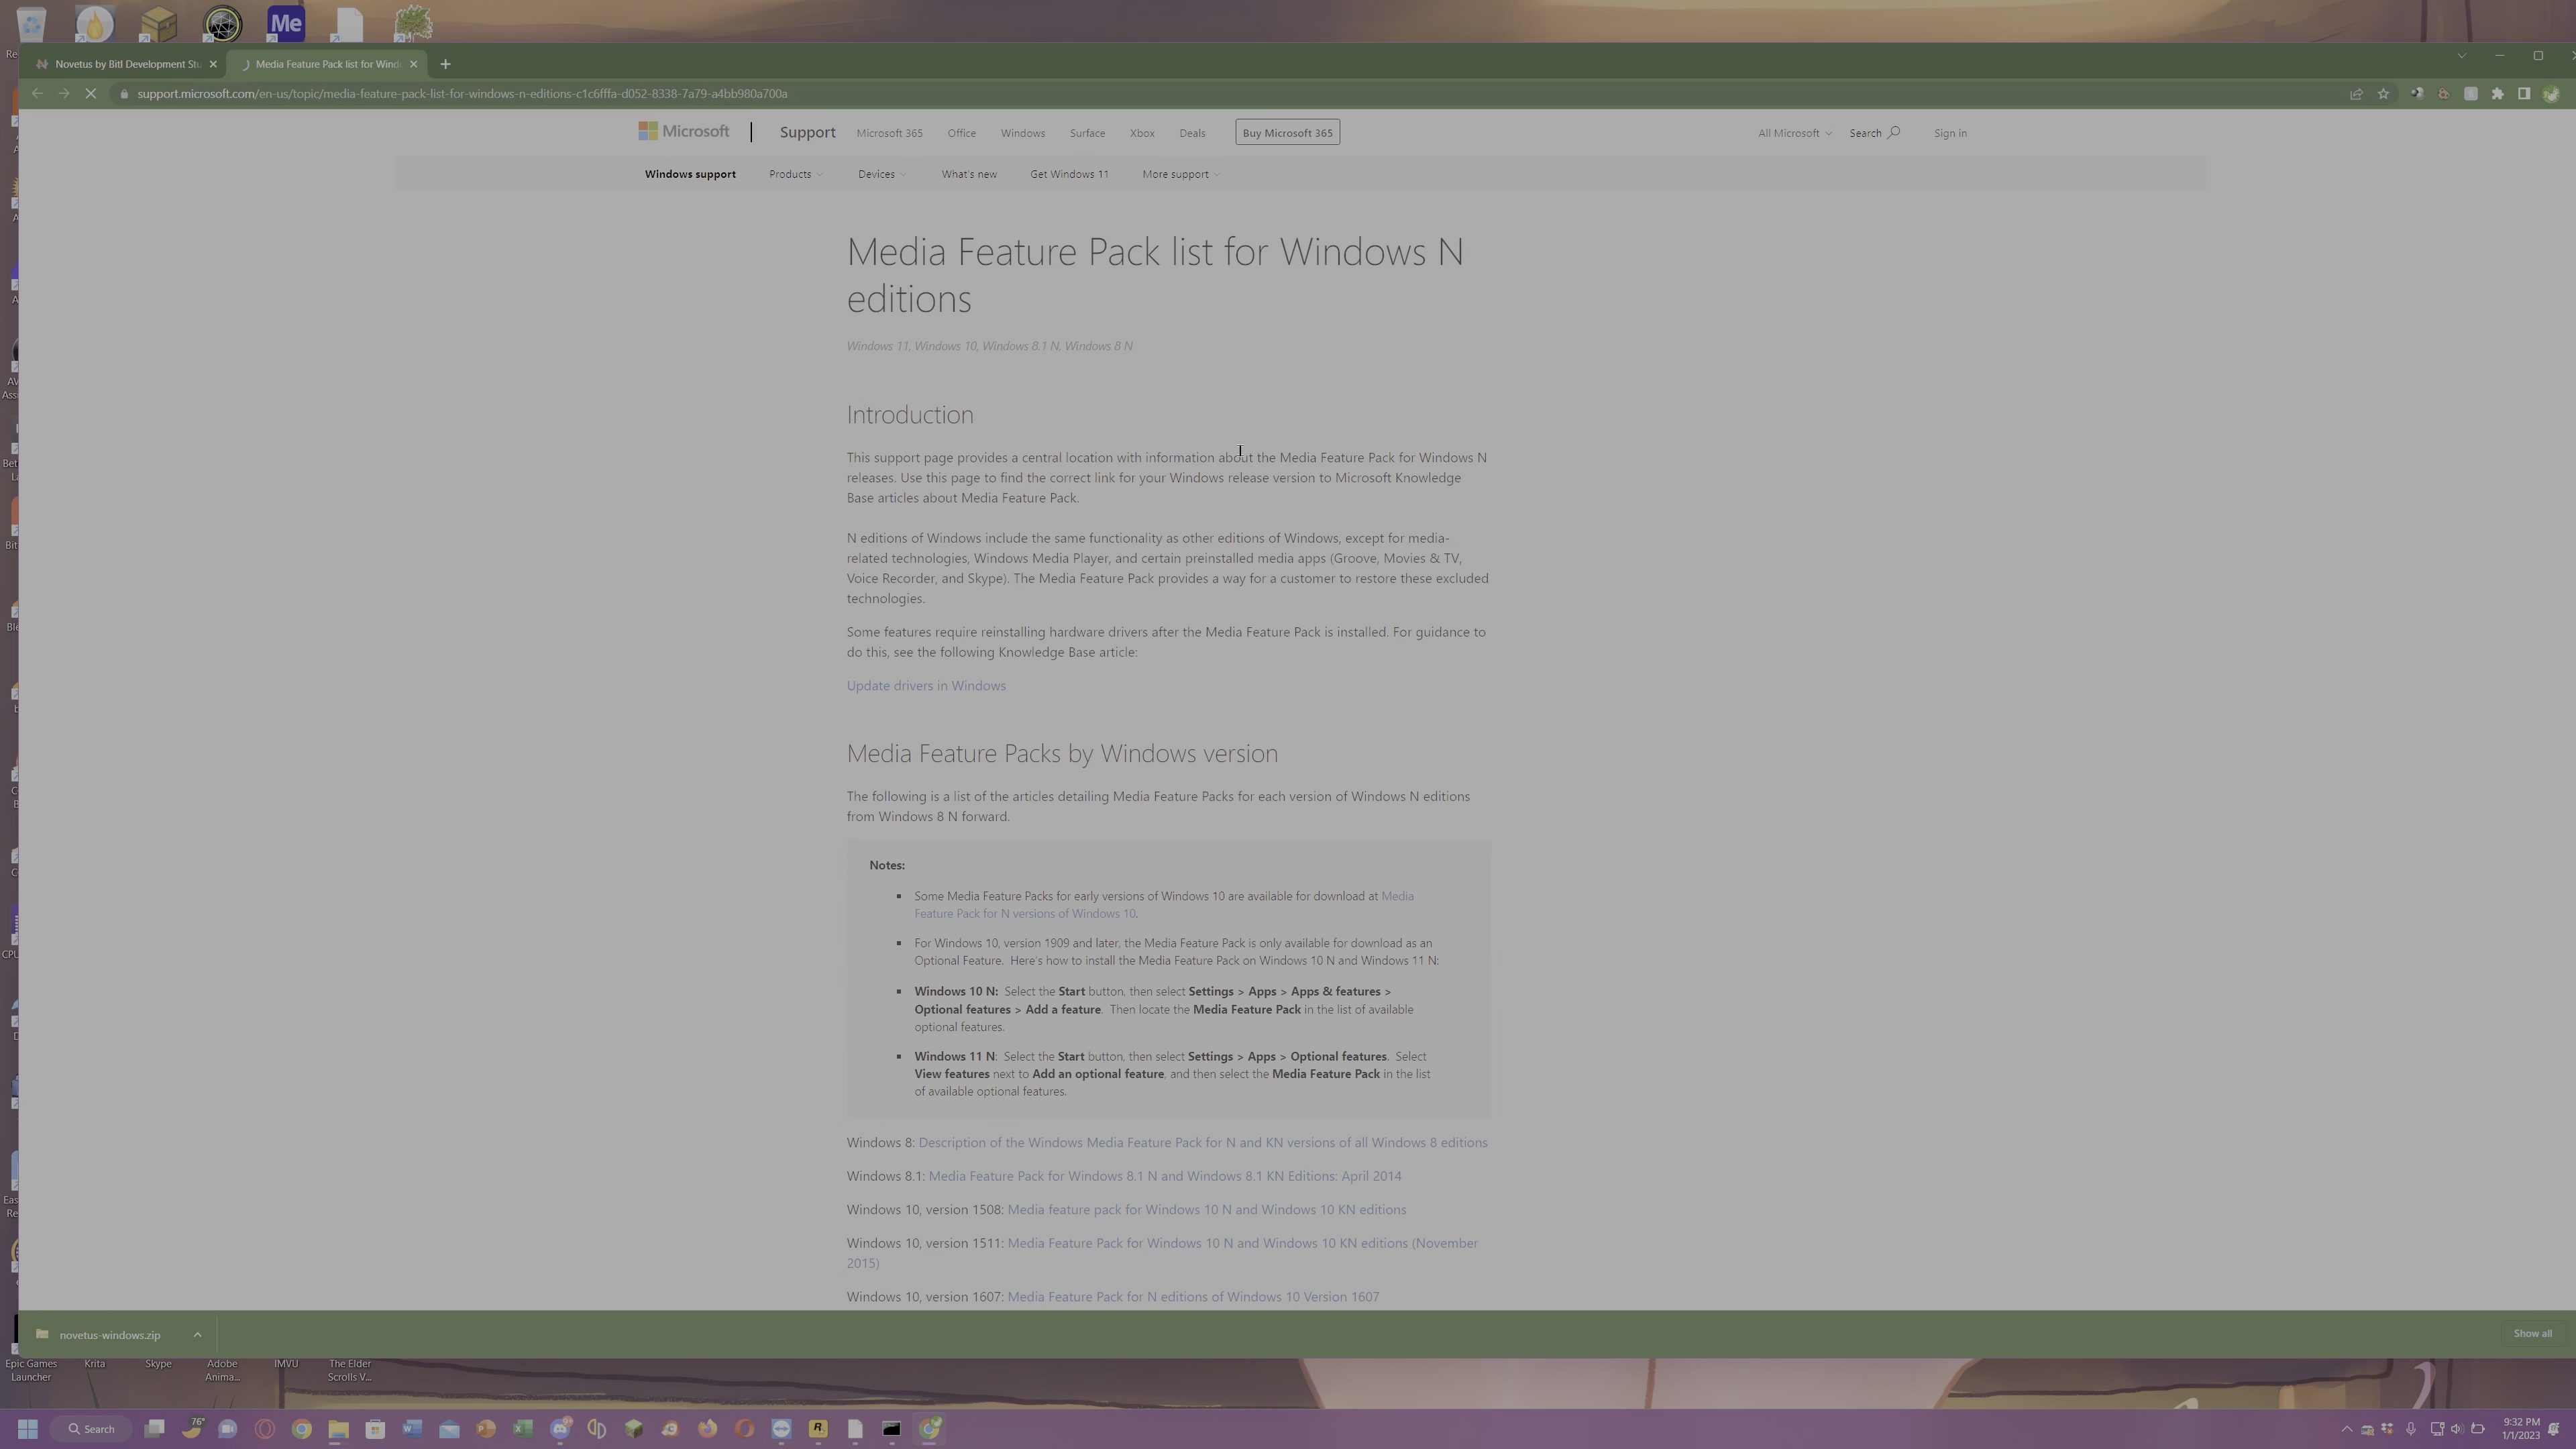 Novetus by Bitl Development Stu
Media Feature Pack list for Windo
support.microsoft.com/en-us/topic/media-feature-pack-list-for-windows-n-editions-c1c6fffa-d052-8338-7a79-a4bb980a700a
Microsoft Support Microsoft 365 Office Windows Surface Xbox Deals Buy Microsoft 365 All Microsoft Search Sign in
Windows support Products Devices What's new Get Windows 11 More support
Media Feature Pack list for Windows N
editions
Windows 11, Windows 10, Windows 8.1 N, Windows 8 N
Introduction
This support page provides a central location with information about the Media Feature Pack for Windows N
releases. Use this page to find the correct link for your Windows release version to Microsoft Knowledge
Base articles about Media Feature Pack.
N editions of Windows include the same functionality as other editions of Windows, except for media-
related technologies, Windows Media Player, and certain preinstalled media apps (Groove, Movies & TV,
Voice Recorder, and Skype). The Media Feature Pack provides a way for a customer to restore these excluded
technologies.
Some features require reinstalling hardware drivers after the Media Feature Pack is installed. For guidance to
do this, see the following Knowledge Base article:
Update drivers in Windows
Media Feature Packs by Windows version
The following is a list of the articles detailing Media Feature Packs for each version of Windows N editions
from Windows 8 N forward.
Notes:
Some Media Feature Packs for early versions of Windows 10 are available for download at Media
Feature Pack for N versions of Windows 10.
For Windows 10, version 1909 and later, the Media Feature Pack is only available for download as an
Optional Feature. Here's how to install the Media Feature Pack on Windows 10 N and Windows 11 N:
Windows 10 N: Select the Start button, then select Settings > Apps > Apps & features >
Optional features > Add a feature. Then locate the Media Feature Pack in the list of available
optional features.
Windows 11 N: Select the Start button, then select Settings > Apps > Optional features. Select
View features next to Add an optional feature, and then select the Media Feature Pack in the list
of available optional features.
Windows 8: Description of the Windows Media Feature Pack for N and KN versions of all Windows 8 editions
Windows 8.1: Media Feature Pack for Windows 8.1 N and Windows 8.1 KN Editions: April 2014
Windows 10, version 1508: Media feature pack for Windows 10 N and Windows 10 KN editions
Windows 10, version 1511: Media Feature Pack for Windows 10 N and Windows 10 KN editions (November
2015)
Windows 10, version 1607: Media Feature Pack for N editions of Windows 10 Version 1607
novetus-windows.zip
Show all
Epic Games
Launcher
Krita
Skype
Adobe
Anima...
IMVU
The Elder
Scrolls V...
Search
76°
9:32 PM
1/1/2023